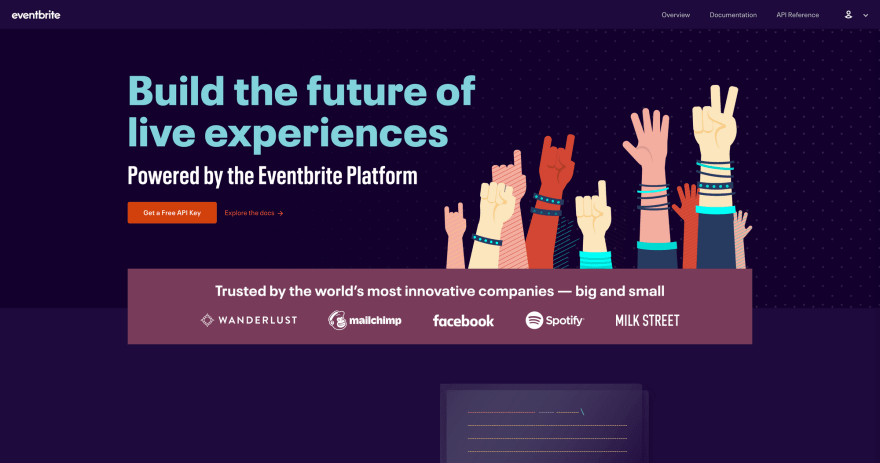 eventbrite
Overview Documentation API Reference
Build the future of
live experiences
Powered by the Eventbrite Platform
Get a Free API Key Explore the docs →
Trusted by the world's most innovative companies — big and small
WANDERLUST mailchimp facebook Spotify MILK STREET